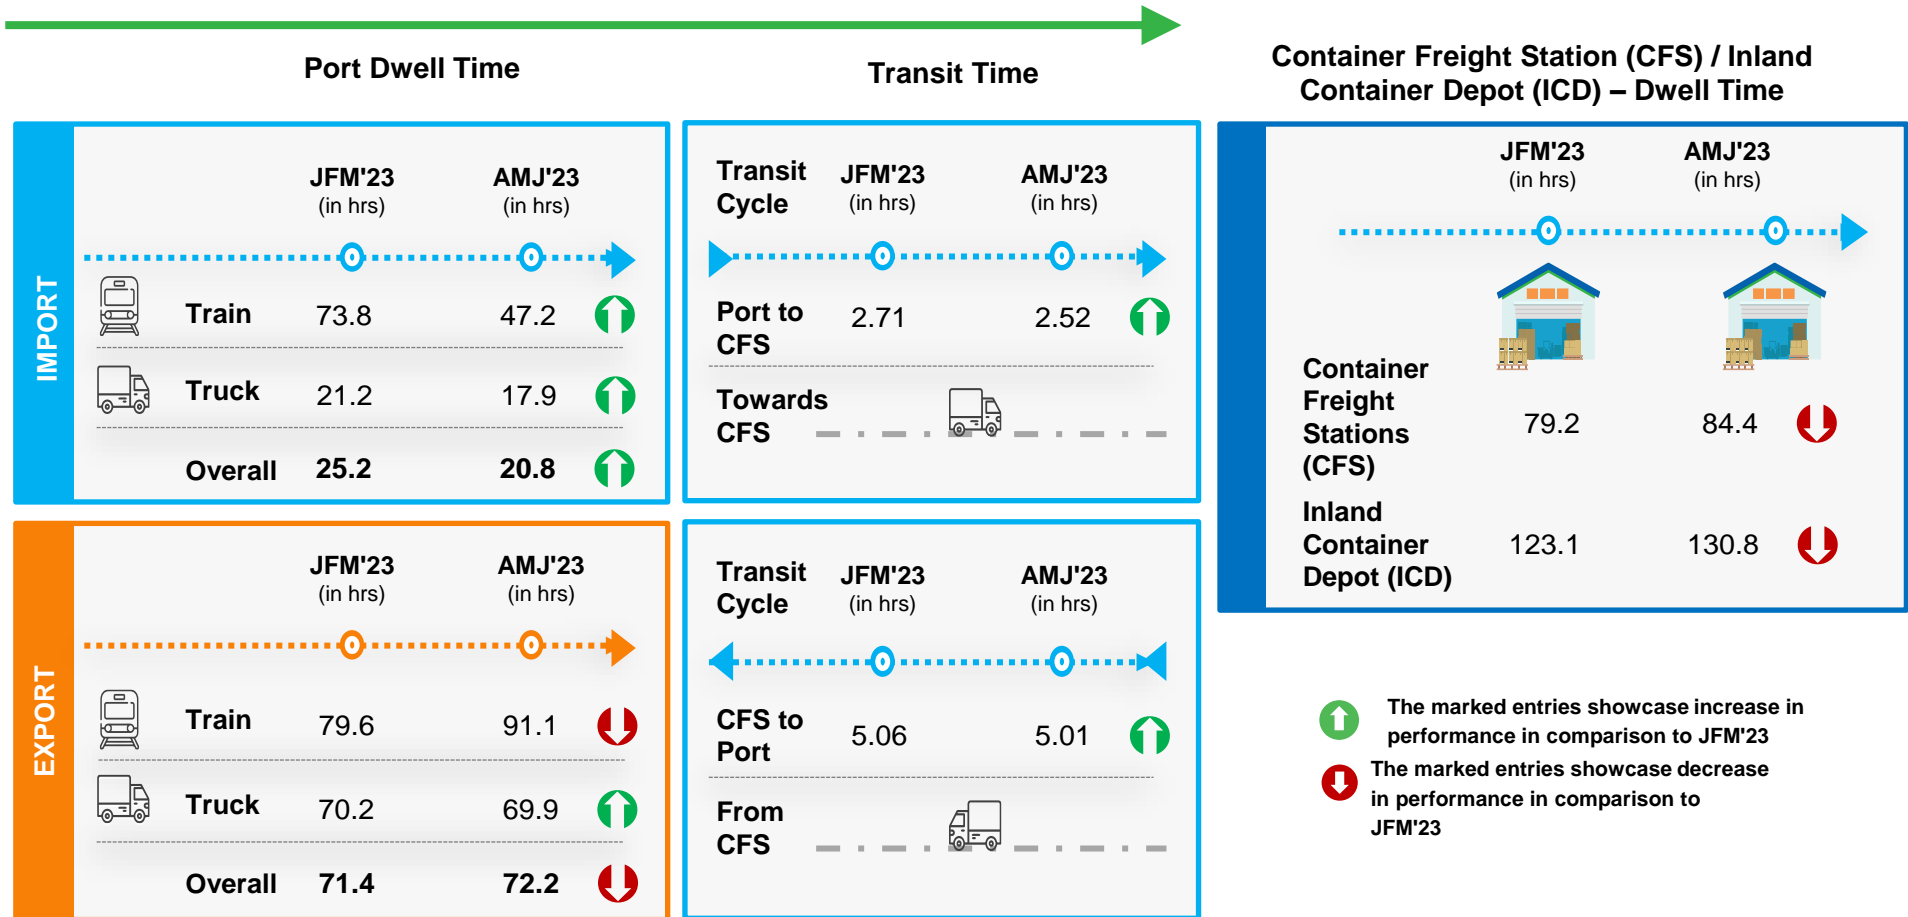 Port Dwell Time
Transit Time
Container Freight Station (CFS) / Inland
Container Depot (ICD) – Dwell Time
IMPORT
JFM'23
AMJ'23
(in hrs)
(in hrs)
Train 73.8 47.2
Truck 21.2 17.9
Overall 25.2 20.8
Transit
Cycle
JFM'23
AMJ'23
(in hrs)
(in hrs)
Port to
CFS
2.71 2.52
Towards
CFS
JFM'23
AMJ'23
(in hrs)
(in hrs)
Container
Freight
Stations
(CFS)
79.2 84.4
Inland
Container
Depot (ICD)
123.1 130.8
EXPORT
JFM'23
AMJ'23
(in hrs)
(in hrs)
Train 79.6 91.1
Truck 70.2 69.9
Overall 71.4 72.2
Transit
Cycle
JFM'23
AMJ'23
(in hrs)
(in hrs)
CFS to
Port
5.06 5.01
From
CFS
The marked entries showcase increase in
performance in comparison to JFM'23
The marked entries showcase decrease
in performance in comparison to
JFM'23